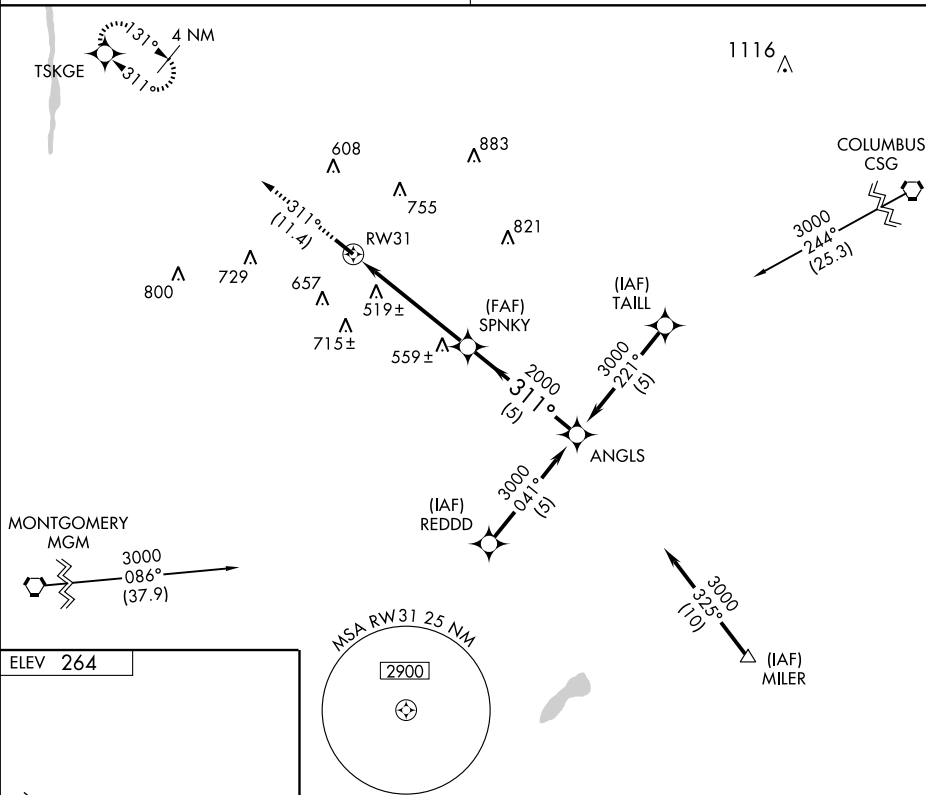 131°
4 NM
TSKGE
311°
1116
COLUMBUS
CSG
608
883
755
3000
244°
(25.3)
311°
(11.4)
RW31
821
729
800
657
519±
715±
559±
(FAF)
SPNKY
(IAF)
TAILL
3000
221°
(5)
2000
311°
(5)
ANGLS
3000
041°
(5)
(IAF)
REDDD
MONTGOMERY
MGM
3000
086°
(37.9)
3000
325°
(10)
(IAF)
MILER
MSA RW31 25 NM
2900
ELEV 264